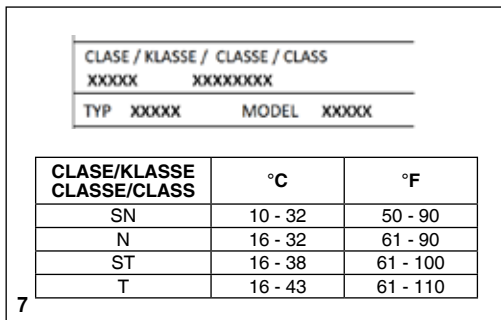 CLASE / KLASSE / CLASSE / CLASS
XXXXX XXXXXXXX
TYP XXXXX MODEL XXXXX
CLASE/KLASSE CLASSE/CLASS °C °F
SN 10 - 32 50 - 90
N 16 - 32 61 - 90
ST 16 - 38 61 - 100
T 16 - 43 61 - 110
7